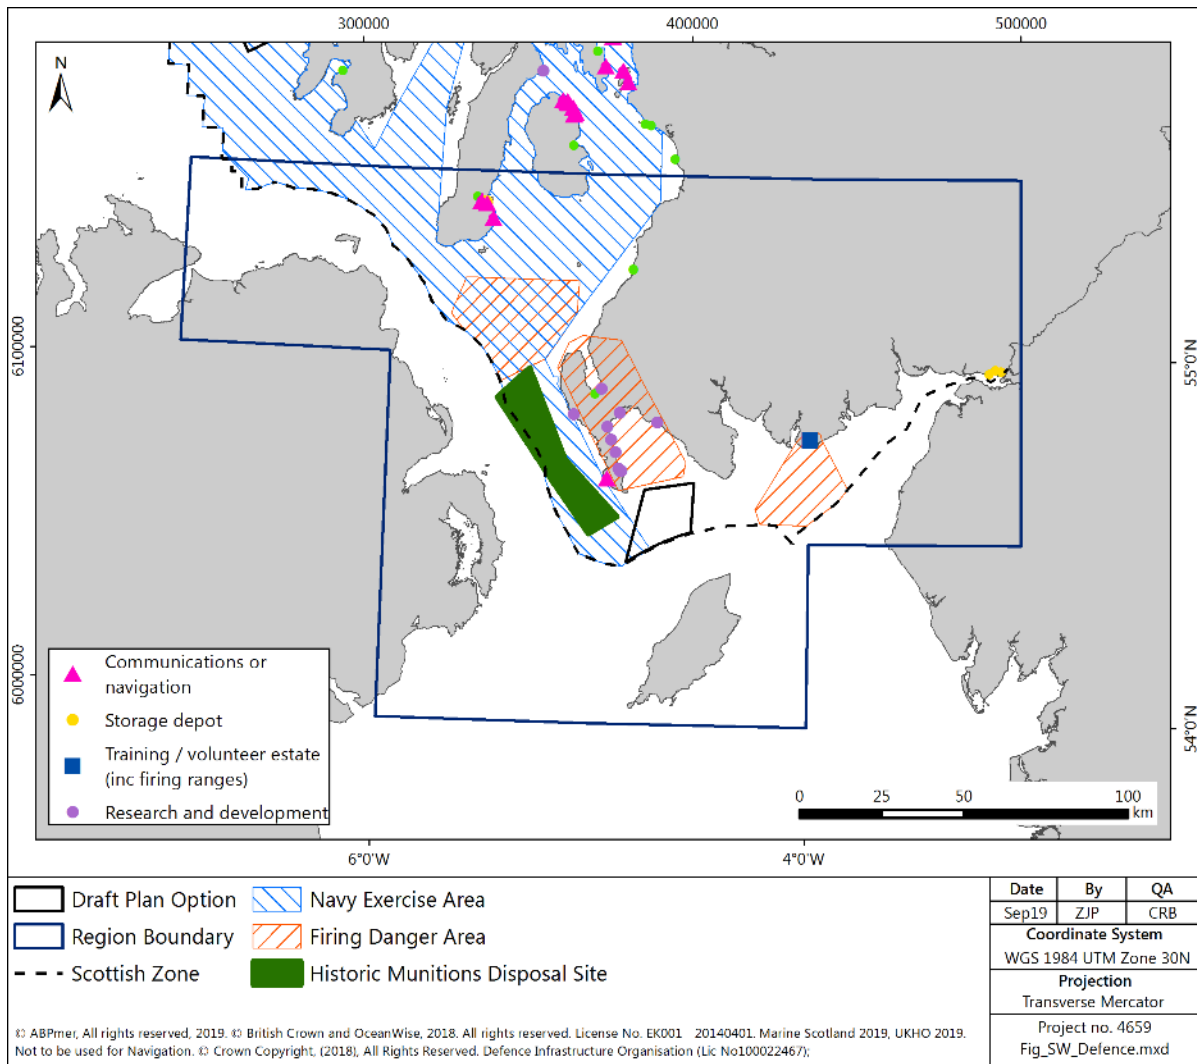 300000
400000
500000
N
6100000
55°0'N
6000000
54°0'N
Communications or
navigation
Storage depot
Training / volunteer estate
(inc firing ranges)
Research and development
0 25 50 100
km
6°0'W
4°0'W
Draft Plan Option
Navy Exercise Area
Region Boundary
Firing Danger Area
Scottish Zone
Historic Munitions Disposal Site
Date By QA
Sep19 ZJP CRB
Coordinate System
WGS 1984 UTM Zone 30N
Projection
Transverse Mercator
Project no. 4659
Fig_SW_Defence.mxd
© ABPmer, All rights reserved, 2019. © British Crown and OceanWise, 2018. All rights reserved. License No. EK001 20140401. Marine Scotland 2019, UKHO 2019.
Not to be used for Navigation. © Crown Copyright, (2018), All Rights Reserved. Defence Infrastructure Organisation (Lic No100022467);